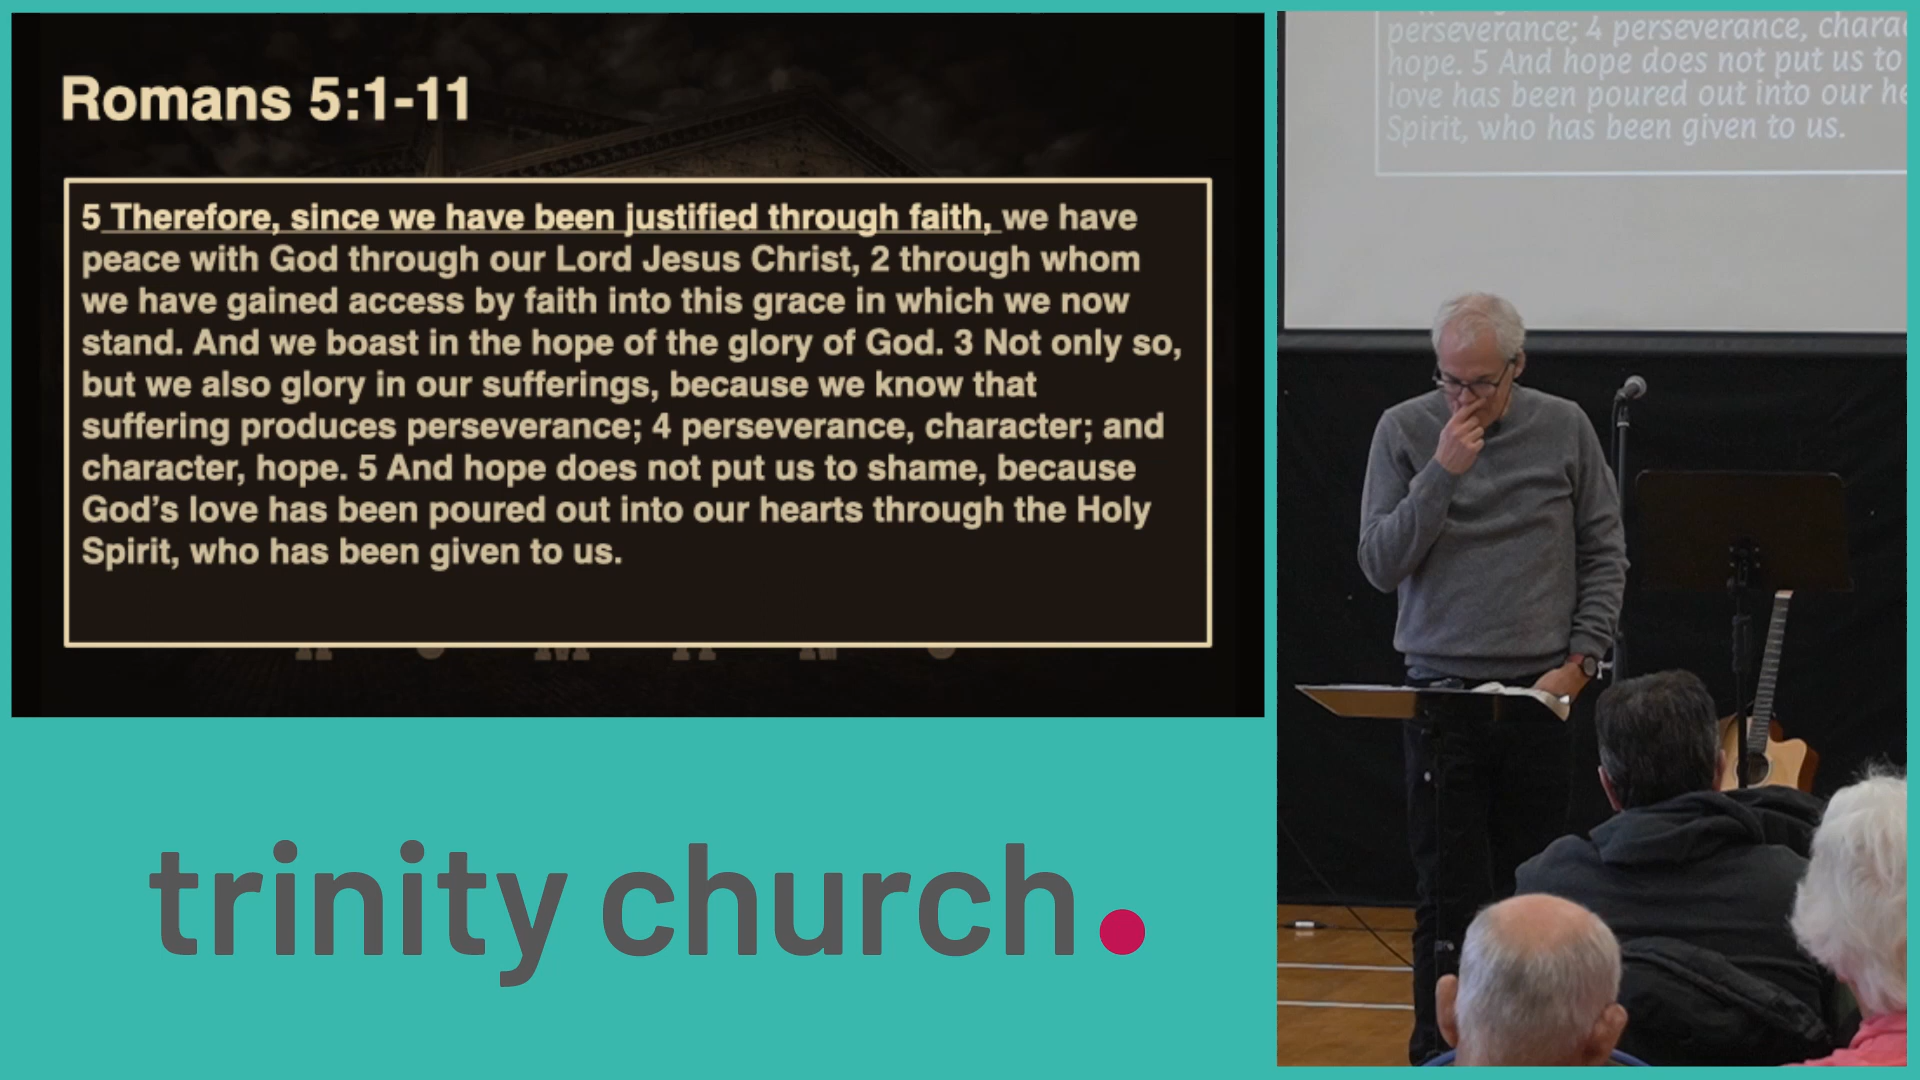 Romans 5:1-11
5 Therefore, since we have been justified through faith, we have
peace with God through our Lord Jesus Christ, 2 through whom
we have gained access by faith into this grace in which we now
stand. And we boast in the hope of the glory of God. 3 Not only so,
but we also glory in our sufferings, because we know that
suffering produces perseverance; 4 perseverance, character; and
character, hope. 5 And hope does not put us to shame, because
God’s love has been poured out into our hearts through the Holy
Spirit, who has been given to us.
trinity church.
perseverance; 4 perseverance,
hope. 5 And hope does not put us to
love has been poured out into our
Spirit, who has been given to us.